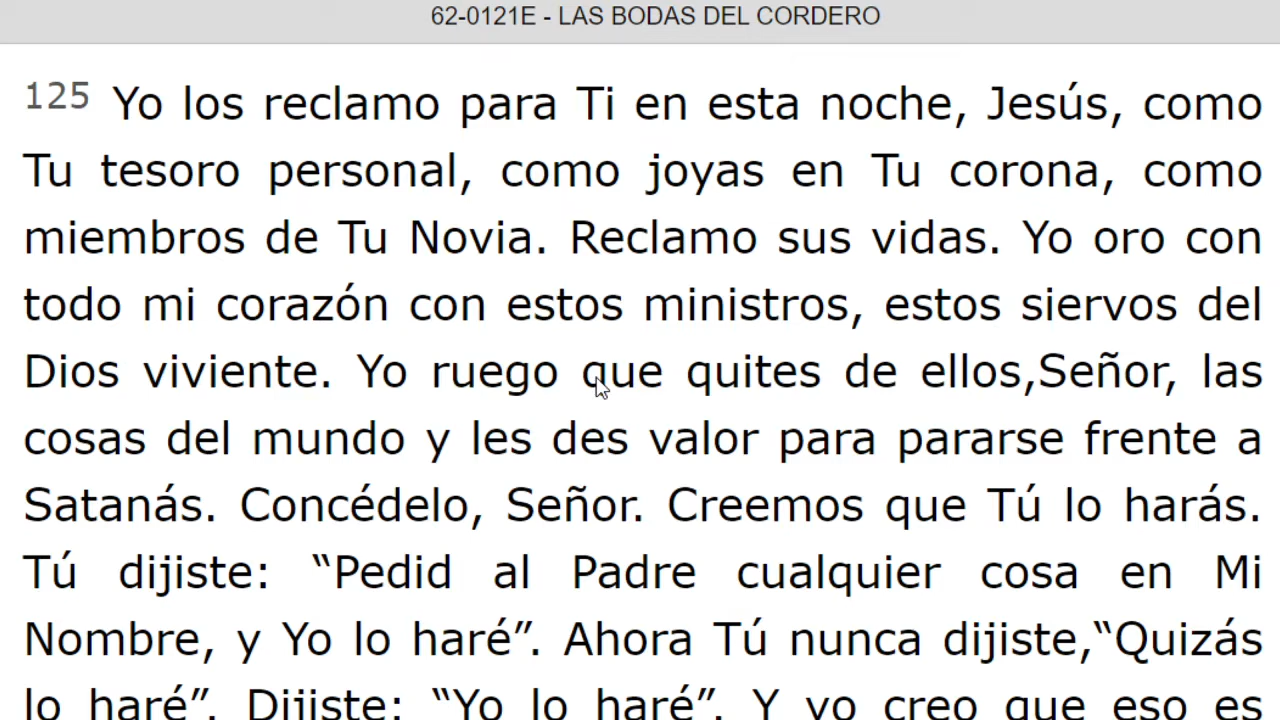 62-0121E - LAS BODAS DEL CORDERO
125 Yo los reclamo para Ti en esta noche, Jesús, como
Tu tesoro personal, como joyas en Tu corona, como
miembros de Tu Novia. Reclamo sus vidas. Yo oro con
todo mi corazón con estos ministros, estos siervos del
Dios viviente. Yo ruego que quites de ellos,Señor, las
cosas del mundo y les des valor para pararse frente a
Satanás. Concédelo, Señor. Creemos que Tú lo harás.
Tú dijiste: “Pedid al Padre cualquier cosa en Mi
Nombre, y Yo lo haré”. Ahora Tú nunca dijiste,“Quizás
lo haré”. Dijiste: “Yo lo haré”. Y yo creo que eso es